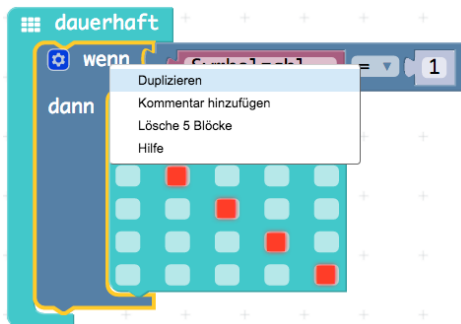 dauerhaft
wenn = 1
Duplizieren
dann Kommentar hinzufügen
Lösche 5 Blöcke
Hilfe